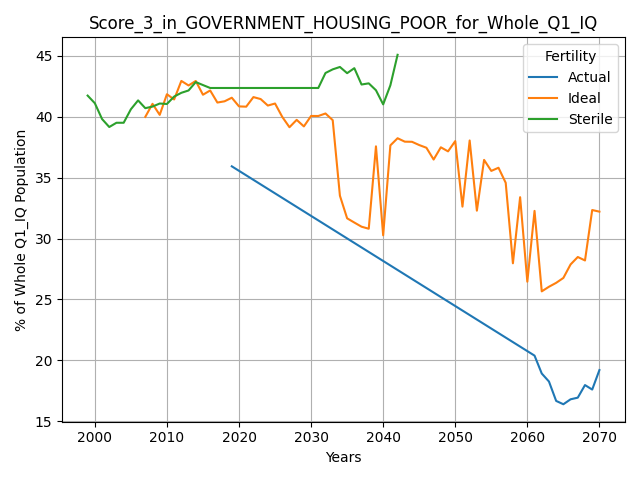 Score_3_in_GOVERNMENT_HOUSING_POOR_for_Whole_Q1_IQ
Fertility
Actual
Ideal
Sterile
% of Whole Q1_IQ Population
45
40
35
30
25
20
15
2000 2010 2020 2030 2040 2050 2060 2070
Years